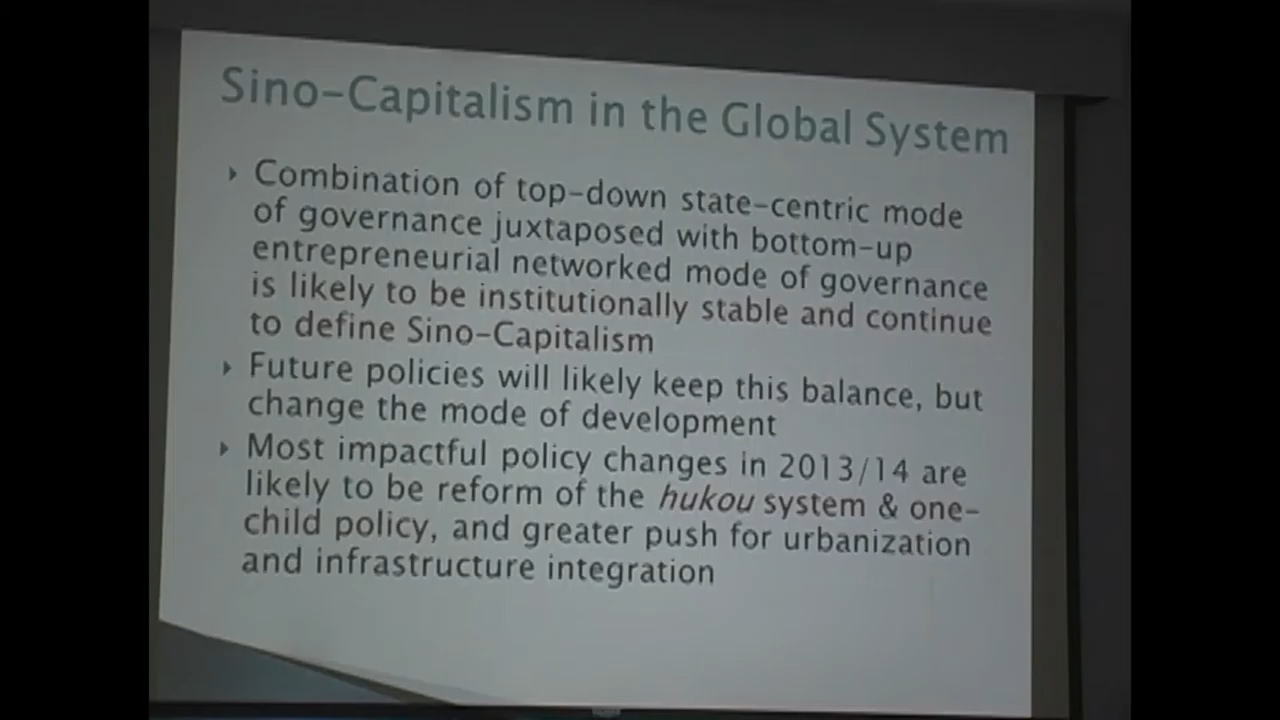 Sino-Capitalism in the Global System
Combination of top-down state-centric mode
of governance juxtaposed with bottom-up
entrepreneurial networked mode of governance
is likely to be institutionally stable and continue
to define Sino-Capitalism
Future policies will likely keep this balance, but
change the mode of development
Most impactful policy changes in 2013/14 are
likely to be reform of the hukou system & one-
child policy, and greater push for urbanization
and infrastructure integration